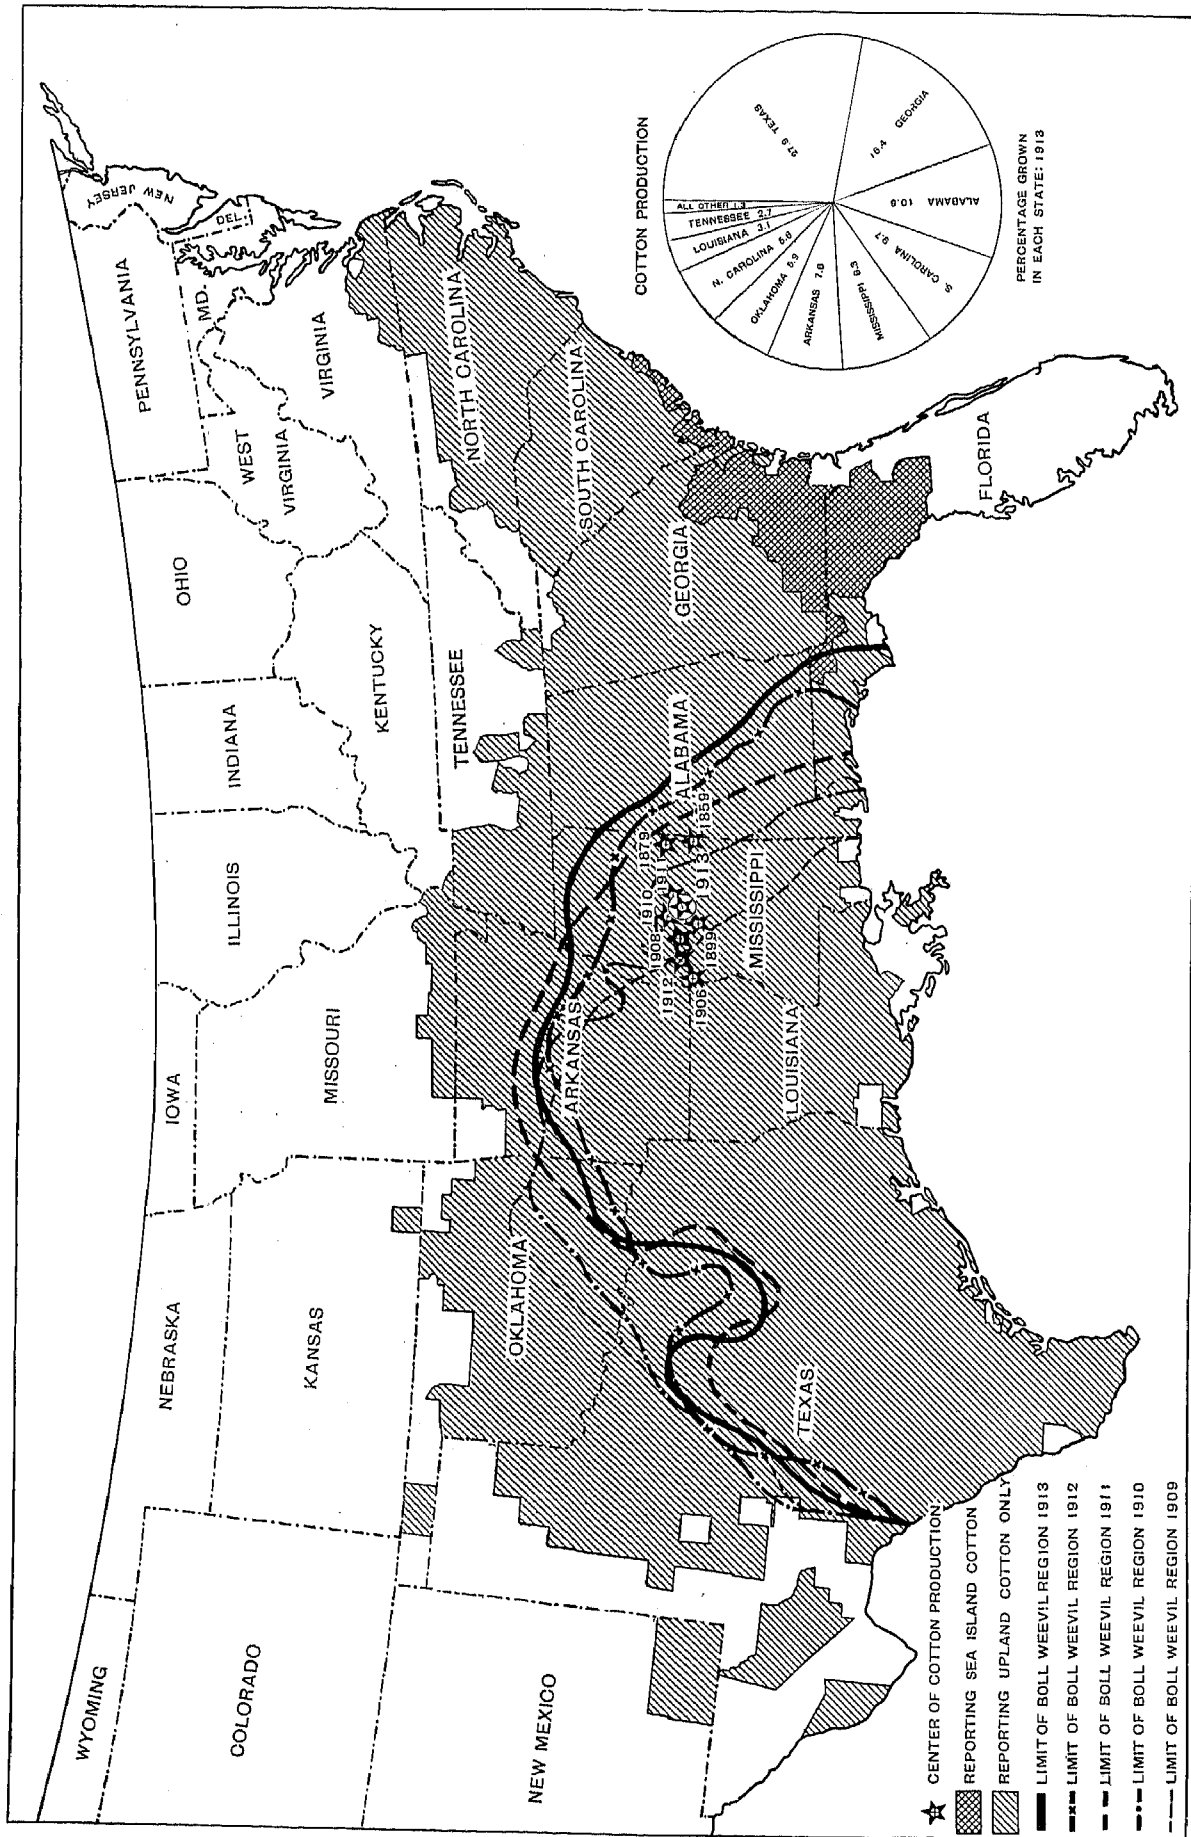 WYOMING
NEBRASKA
IOWA
ILLINOIS
INDIANA
OHIO
PENNSYLVANIA
NEW JERSEY
DEL.
MD.
COLORADO
KANSAS
MISSOURI
KENTUCKY
WEST
VIRGINIA
VIRGINIA
NEW MEXICO
OKLAHOMA
ARKANSAS
TENNESSEE
NORTH CAROLINA
SOUTH CAROLINA
TEXAS
LOUISIANA
MISSISSIPPI
ALABAMA
GEORGIA
FLORIDA
1912
1908
1910
1879
1911
1906
1899
1913
1859
COTTON PRODUCTION
27.9 TEXAS
16.4 GEORGIA
ALABAMA 10.6
S. CAROLINA 9.7
MISSISSIPPI 9.3
ARKANSAS 7.6
OKLAHOMA 5.9
N. CAROLINA 5.6
LOUISIANA 3.1
TENNESSEE 2.7
ALL OTHER 1.3
PERCENTAGE GROWN
IN EACH STATE: 1913
CENTER OF COTTON PRODUCTION
REPORTING SEA ISLAND COTTON
REPORTING UPLAND COTTON ONLY
LIMIT OF BOLL WEEVIL REGION 1913
LIMIT OF BOLL WEEVIL REGION 1912
LIMIT OF BOLL WEEVIL REGION 1911
LIMIT OF BOLL WEEVIL REGION 1910
LIMIT OF BOLL WEEVIL REGION 1909